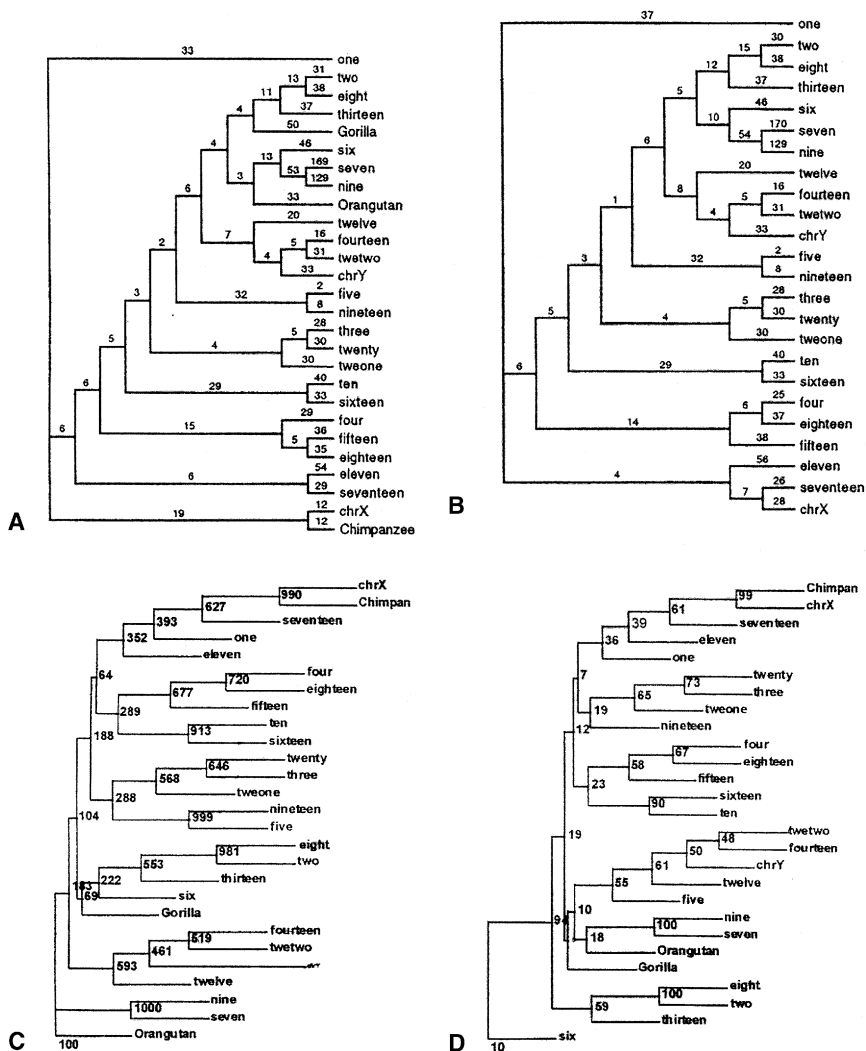 33
one
31
two
13
38
eight
11
37
thirteen
4
50
Gorilla
4
46
six
13
169
seven
53
129
nine
3
33
Orangutan
6
20
twelve
7
16
fourteen
5
31
twetwo
4
33
chrY
2
2
five
32
8
nineteen
3
28
three
5
30
twenty
4
30
tweone
5
40
ten
29
33
sixteen
6
29
four
15
36
fifteen
5
35
eighteen
6
54
eleven
6
29
seventeen
12
chrX
19
12
Chimpanzee
A
37
one
30
two
15
38
eight
12
37
thirteen
5
46
six
10
170
seven
54
129
nine
6
20
twelve
8
16
fourteen
5
31
twetwo
4
33
chrY
1
2
five
32
8
nineteen
3
28
three
5
30
twenty
4
30
tweone
3
40
ten
29
33
sixteen
5
25
four
6
37
eighteen
14
38
fifteen
6
56
eleven
4
26
seventeen
7
28
chrX
B
chrX
990
Chimpan
627
seventeen
393
one
352
eleven
64
four
720
eighteen
677
fifteen
289
ten
913
sixteen
188
twenty
646
three
568
tweone
288
nineteen
999
five
104
eight
981
two
553
thirteen
222
six
183
69
Gorilla
fourteen
519
twetwo
461
593
twelve
nine
1000
seven
Orangutan
100
C
Chimpan
99
chrX
61
seventeen
39
eleven
36
one
7
twenty
73
three
65
tweone
19
nineteen
12
four
67
eighteen
58
fifteen
23
sixteen
90
ten
19
twetwo
48
fourteen
50
chrY
61
twelve
55
five
10
nine
100
seven
18
Orangutan
9
Gorilla
eight
100
two
59
thirteen
six
10
D